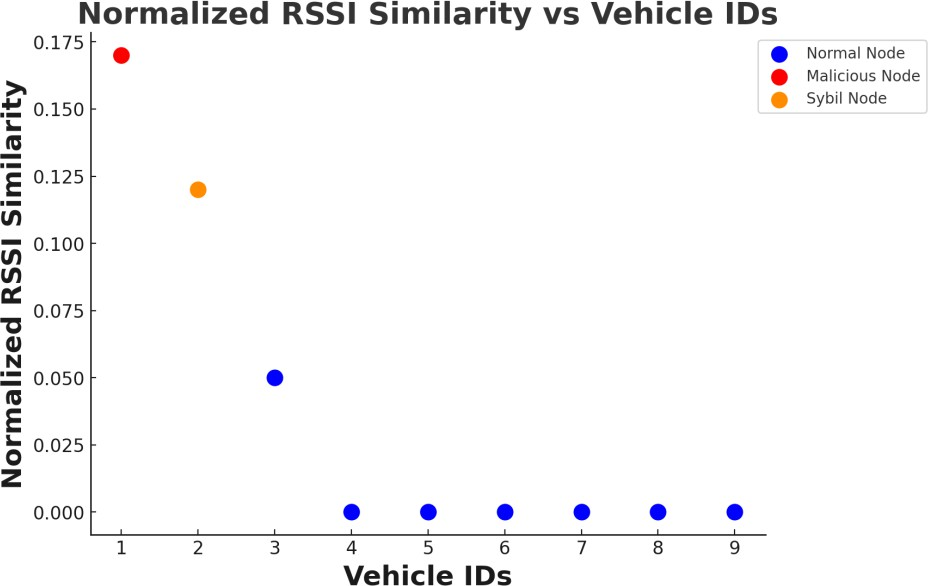 Normalized RSSI Similarity vs Vehicle IDs
Normal Node
Malicious Node
Sybil Node
Normalized RSSI Similarity
0.175
0.150
0.125
0.100
0.075
0.050
0.025
0.000
1 2 3 4 5 6 7 8 9
Vehicle IDs